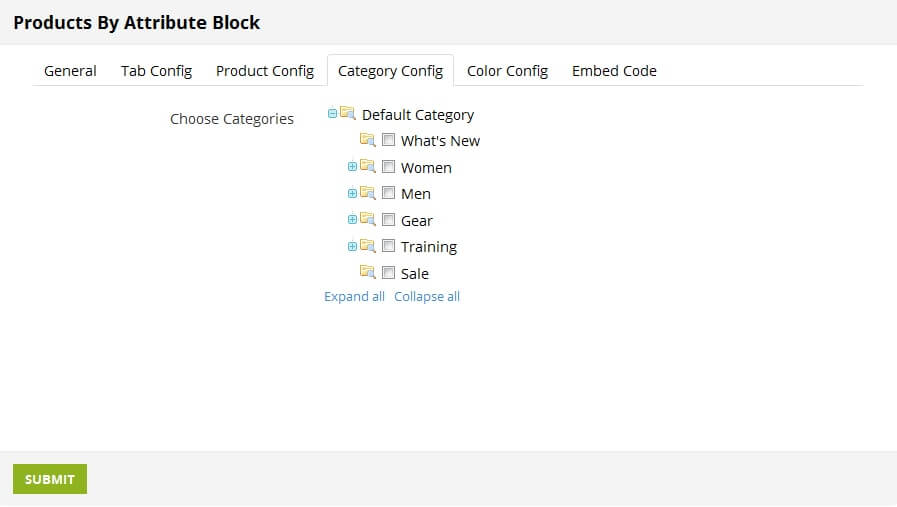 Products By Attribute Block
General Tab Config Product Config Category Config Color Config Embed Code
Choose Categories
Default Category
What's New
Women
Men
Gear
Training
Sale
Expand all Collapse all
SUBMIT